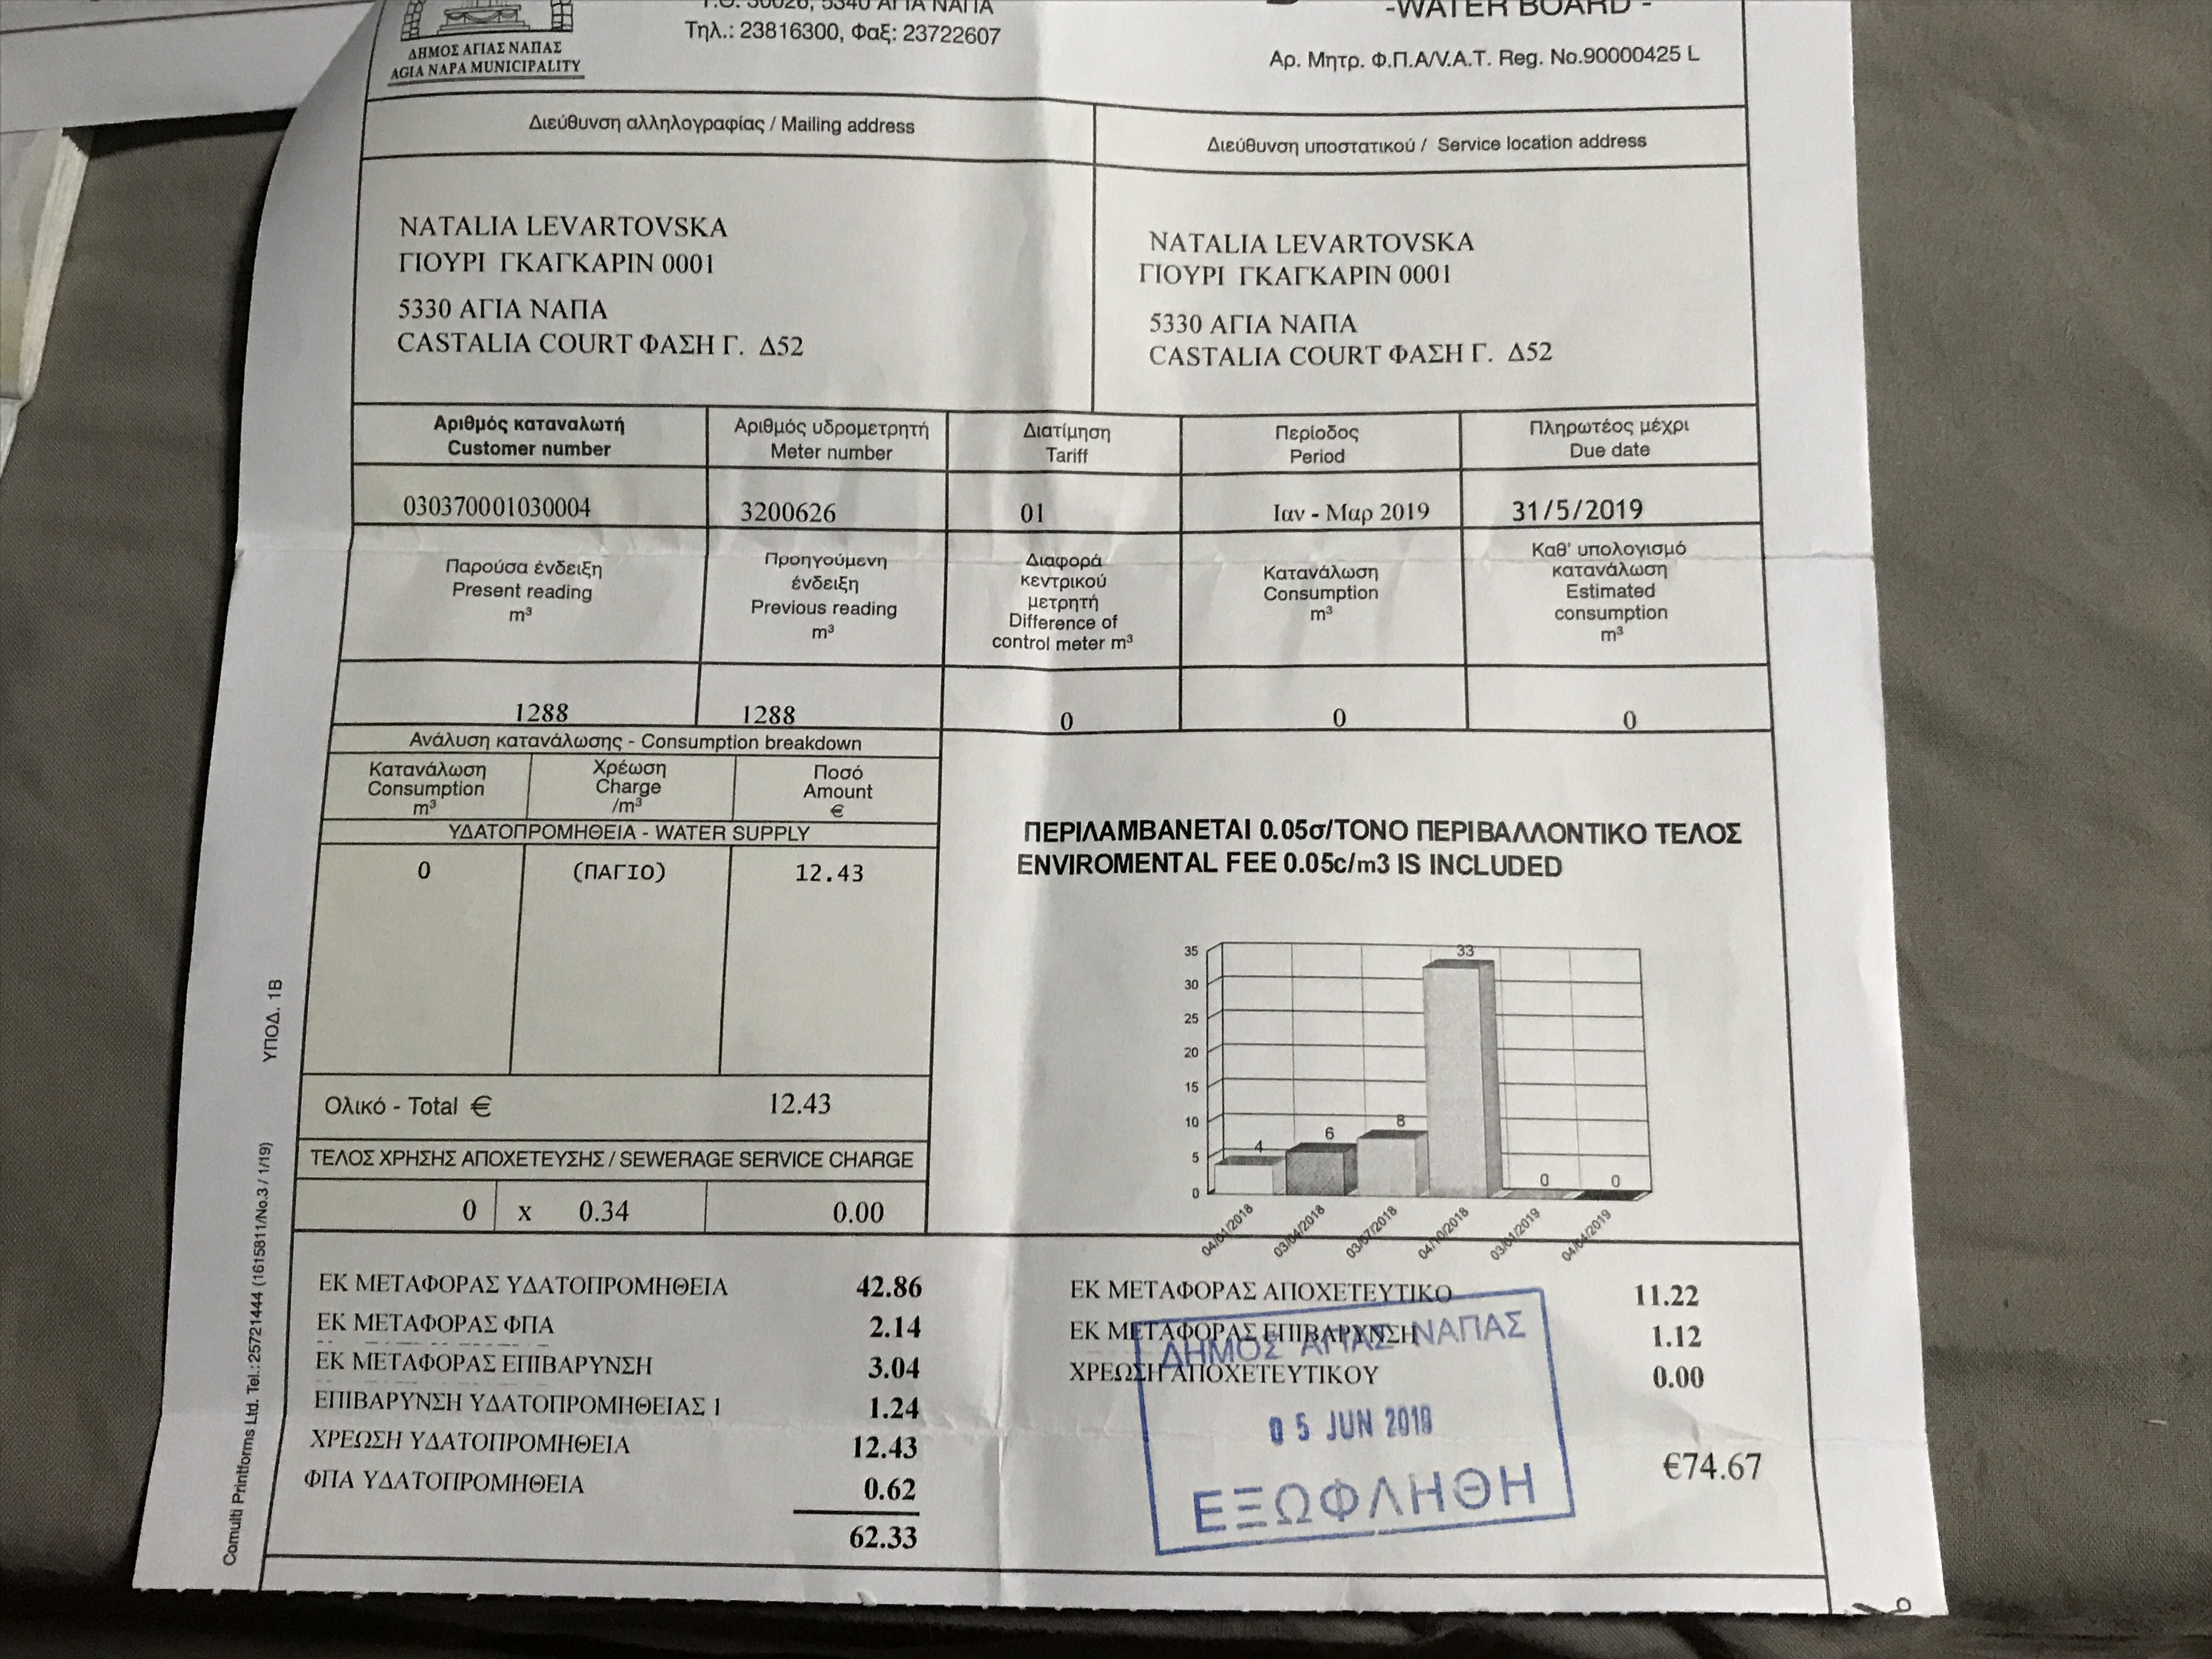 5340 ΑΓΙΑ ΝΑΠΑ
Τηλ.: 23816300, Φαξ: 23722607
-WATER BOARD -
Αρ. Μητρ. Φ.Π.Α/V.A.T. Reg. No.90000425 L
ΔΗΜΟΣ ΑΓΙΑΣ ΝΑΠΑΣ
AGIA NAPA MUNICIPALITY
Διεύθυνση αλληλογραφίας / Mailing address
Διεύθυνση υποστατικού / Service location address
NATALIA LEVARTOVSKA
ΓΙΟΥΡΙ ΓΚΑΓΚΑΡΙΝ 0001
5330 ΑΓΙΑ ΝΑΠΑ
CASTALIA COURT ΦΑΣΗ Γ. Δ52
NATALIA LEVARTOVSKA
ΓΙΟΥΡΙ ΓΚΑΓΚΑΡΙΝ 0001
5330 ΑΓΙΑ ΝΑΠΑ
CASTALIA COURT ΦΑΣΗ Γ. Δ52
Αριθμός καταναλωτή
Customer number
Αριθμός υδρομετρητή
Meter number
Διατίμηση
Tariff
Περίοδος
Period
Πληρωτέος μέχρι
Due date
030370001030004
3200626
01
Ιαν - Μαρ 2019
31/5/2019
Παρούσα ένδειξη
Present reading
m³
Προηγούμενη
ένδειξη
Previous reading
m³
Διαφορά
κεντρικού
μετρητή
Difference of
control meter m³
Κατανάλωση
Consumption
m³
Καθ' υπολογισμό
κατανάλωση
Estimated
consumption
m³
1288
1288
0
0
0
Ανάλυση κατανάλωσης - Consumption breakdown
Κατανάλωση
Consumption
m³
Χρέωση
Charge
/m³
Ποσό
Amount
€
ΥΔΑΤΟΠΡΟΜΗΘΕΙΑ - WATER SUPPLY
0
(ΠΑΓΙΟ)
12.43
Ολικό - Total €
12.43
ΤΕΛΟΣ ΧΡΗΣΗΣ ΑΠΟΧΕΤΕΥΣΗΣ / SEWERAGE SERVICE CHARGE
0 x 0.34
0.00
ΠΕΡΙΛΑΜΒΑΝΕΤΑΙ 0.05σ/ΤΟΝΟ ΠΕΡΙΒΑΛΛΟΝΤΙΚΟ ΤΕΛΟΣ
ENVIROMENTAL FEE 0.05c/m3 IS INCLUDED
35
30
25
20
15
10
5
0
4
6
8
33
0
0
04/01/2018
03/04/2018
03/07/2018
04/10/2018
03/01/2019
04/04/2019
ΕΚ ΜΕΤΑΦΟΡΑΣ ΥΔΑΤΟΠΡΟΜΗΘΕΙΑ 42.86
ΕΚ ΜΕΤΑΦΟΡΑΣ ΦΠΑ 2.14
ΕΚ ΜΕΤΑΦΟΡΑΣ ΕΠΙΒΑΡΥΝΣΗ 3.04
ΕΠΙΒΑΡΥΝΣΗ ΥΔΑΤΟΠΡΟΜΗΘΕΙΑΣ 1 1.24
ΧΡΕΩΣΗ ΥΔΑΤΟΠΡΟΜΗΘΕΙΑ 12.43
ΦΠΑ ΥΔΑΤΟΠΡΟΜΗΘΕΙΑ 0.62
62.33
ΕΚ ΜΕΤΑΦΟΡΑΣ ΑΠΟΧΕΤΕΥΤΙΚΟ 11.22
ΕΚ ΜΕΤΑΦΟΡΑΣ ΕΠΙΒΑΡΥΝΣΗ 1.12
ΧΡΕΩΣΗ ΑΠΟΧΕΤΕΥΤΙΚΟΥ 0.00
€74.67
ΔΗΜΟΣ ΑΓΙΑΣ ΝΑΠΑΣ
05 JUN
ΕΞΩΦΛΗΘΗ
ΥΠΟΔ. 1Β
Comulti Printforms Ltd. Tel.: 25721444 (1615811/No.3 / 1/19)